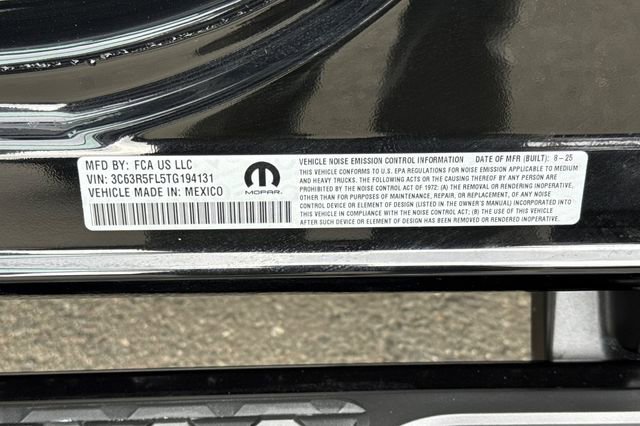 MFD BY: FCA US LLC
VIN: 3C63R5FL5TG194131
VEHICLE MADE IN: MEXICO
MOPAR.
VEHICLE NOISE EMISSION CONTROL INFORMATION DATE OF MFR (BUILT): 8-25
THIS VEHICLE CONFORMS TO U.S. EPA REGULATIONS FOR NOISE EMISSION APPLICABLE TO MEDIUM
AND HEAVY TRUCKS. THE FOLLOWING ACTS OR CAUSING THEREOF BY ANY PERSON ARE
PROHIBITED BY THE NOISE CONTROL ACT OF 1972: (A) THE REMOVAL OR RENDERING INOPERATIVE,
OTHER THAN FOR PURPOSES OF MAINTENANCE, REPAIR, OR REPLACEMENT, OF ANY NOISE
CONTROL DEVICE OR ELEMENT OF DESIGN (LISTED IN THE OWNER'S MANUAL) INCORPORATED INTO
THIS VEHICLE IN COMPLIANCE WITH THE NOISE CONTROL ACT; (B) THE USE OF THIS VEHICLE
AFTER SUCH DEVICE OR ELEMENT OF DESIGN HAS BEEN REMOVED OR RENDERED INOPERATIVE.